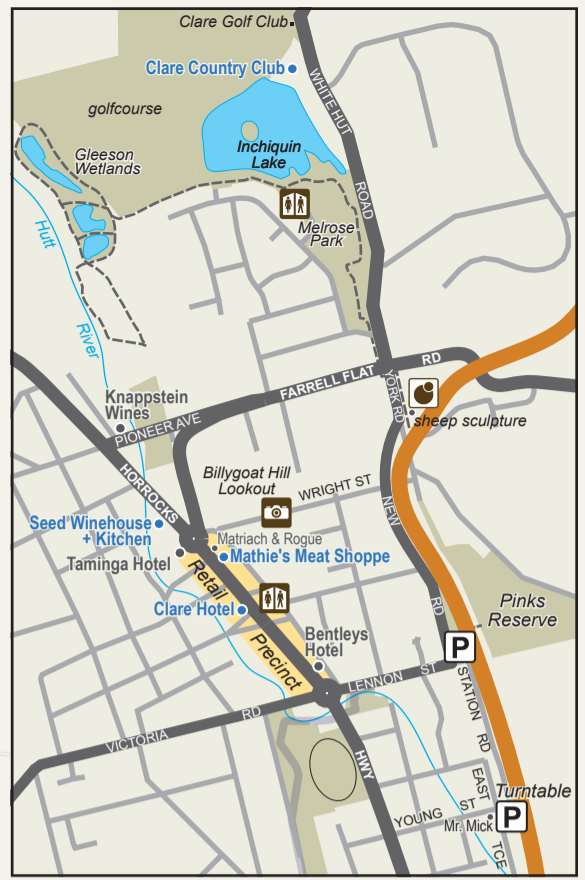 Clare Golf Club
Clare Country Club
WHITE HUT
ROAD
golfcourse
Gleeson
Wetlands
Inchiquin
Lake
Melrose
Park
Hutt
River
Knappstein
Wines
PIONEER AVE
FARRELL FLAT
RD
YORK RD
sheep sculpture
HORROCKS
Billygoat Hill
Lookout
WRIGHT ST
NEW
RD
Seed Winehouse
+ Kitchen
Taminga Hotel
Matriach & Rogue
Mathie's Meat Shoppe
Retail
Precinct
Clare Hotel
Bentleys
Hotel
Pinks
Reserve
P
LENNON ST
STATION RD
VICTORIA RD
HWY
EAST
TCE
Turntable
YOUNG ST
Mr. Mick
P